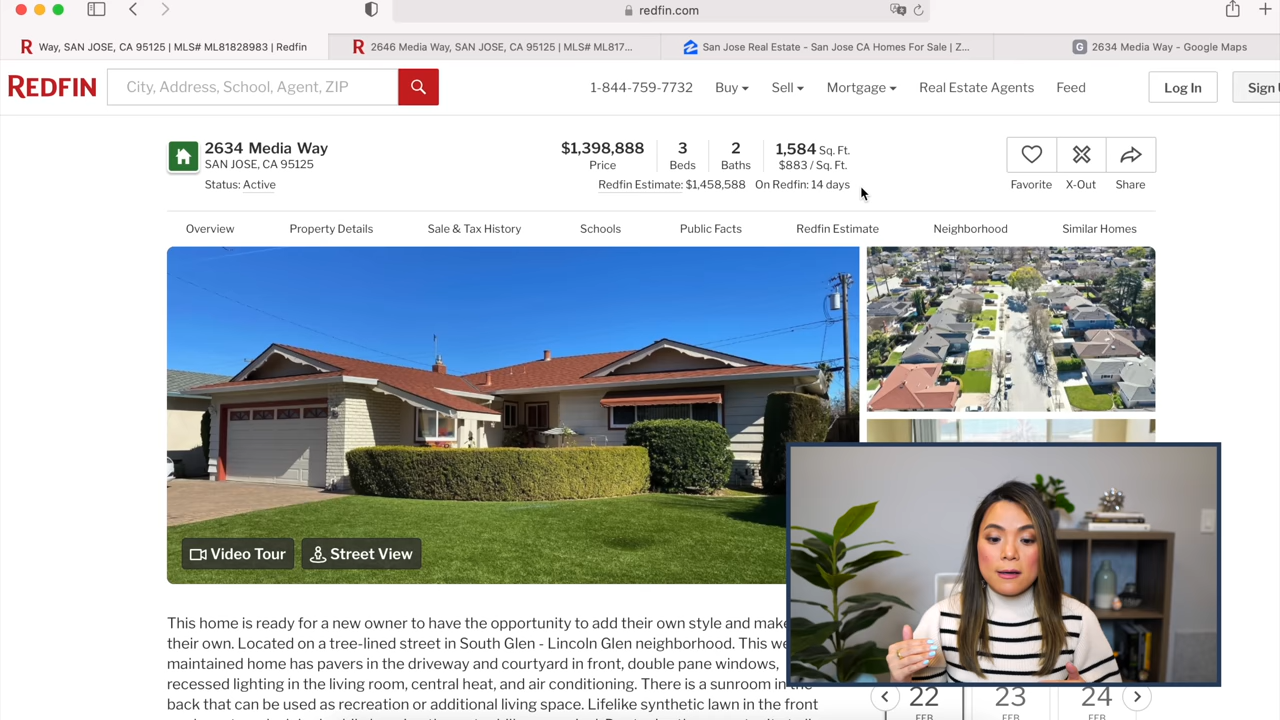 redfin.com
Way, SAN JOSE, CA 95125 | MLS# ML81828983 | Redfin
2646 Media Way, SAN JOSE, CA 95125 | MLS# ML817...
San Jose Real Estate - San Jose CA Homes For Sale | Z...
G 2634 Media Way - Google Maps
REDFIN
City, Address, School, Agent, ZIP
1-844-759-7732 Buy Sell Mortgage Real Estate Agents Feed
Log In
Sign
2634 Media Way
SAN JOSE, CA 95125
Status: Active
$1,398,888
Price
3
Beds
2
Baths
1,584 Sq. Ft.
$883 / Sq. Ft.
Redfin Estimate: $1,458,588 On Redfin: 14 days
Favorite X-Out Share
Overview Property Details Sale & Tax History Schools Public Facts Redfin Estimate Neighborhood Similar Homes
Video Tour
Street View
This home is ready for a new owner to have the opportunity to add their own style and make
their own. Located on a tree-lined street in South Glen - Lincoln Glen neighborhood. This
maintained home has pavers in the driveway and courtyard in front, double pane windows,
recessed lighting in the living room, central heat, and air conditioning. There is a sunroom in
back that can be used as recreation or additional living space. Lifelike synthetic lawn in the front
22 23 24
FEB FEB FEB